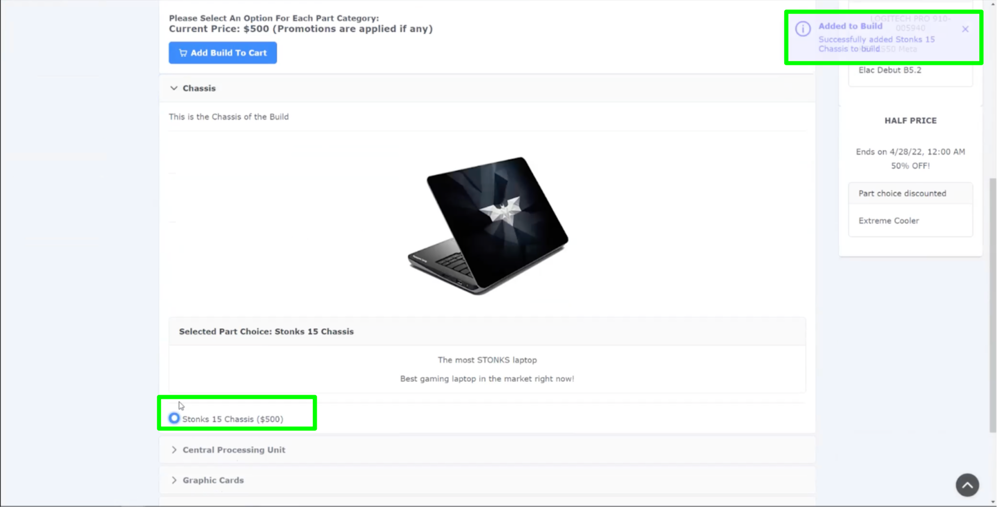 Please Select An Option For Each Part Category:
Current Price: $500 (Promotions are applied if any)
Add Build To Cart
Chassis
This is the Chassis of the Build
Selected Part Choice: Stonks 15 Chassis
The most STONKS laptop
Best gaming laptop in the market right now!
Stonks 15 Chassis ($500)
Central Processing Unit
Graphic Cards
Added to Build
Successfully added Stonks 15
Chassis to build
LOGITECH PRO 910-
005940
S50 Meta
Elac Debut B5.2
HALF PRICE
Ends on 4/28/22, 12:00 AM
50% OFF!
Part choice discounted
Extreme Cooler